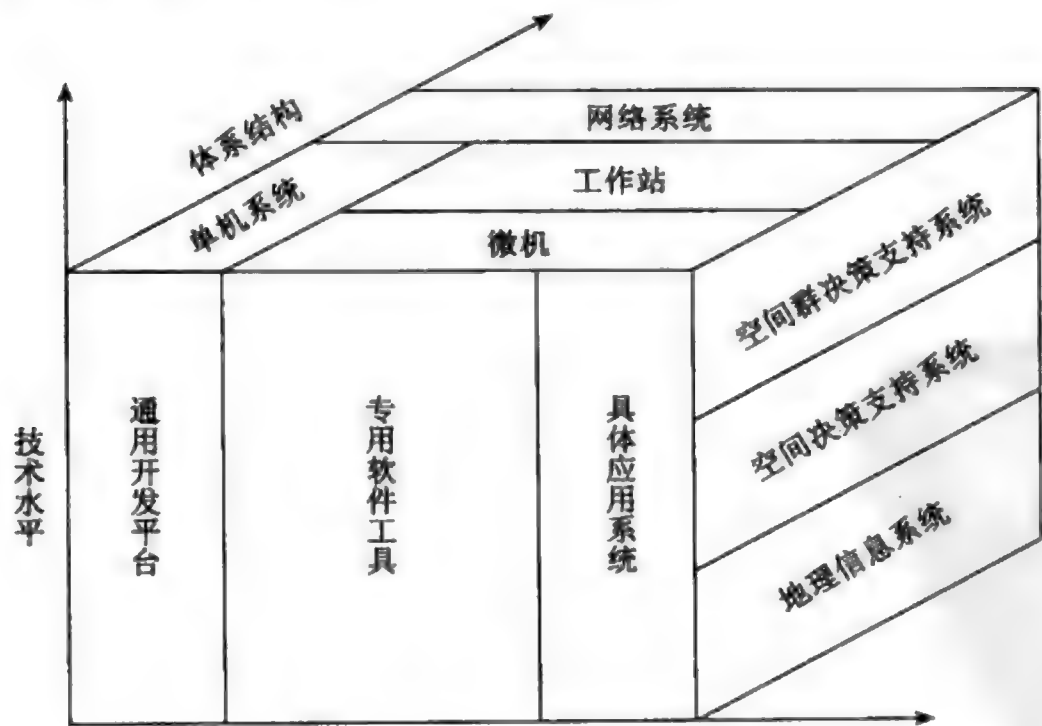 体系结构
网络系统
单机系统
工作站
微机
空间群决策支持系统
空间决策支持系统
地理信息系统
技术水平
通用开发平台
专用软件工具
具体应用系统